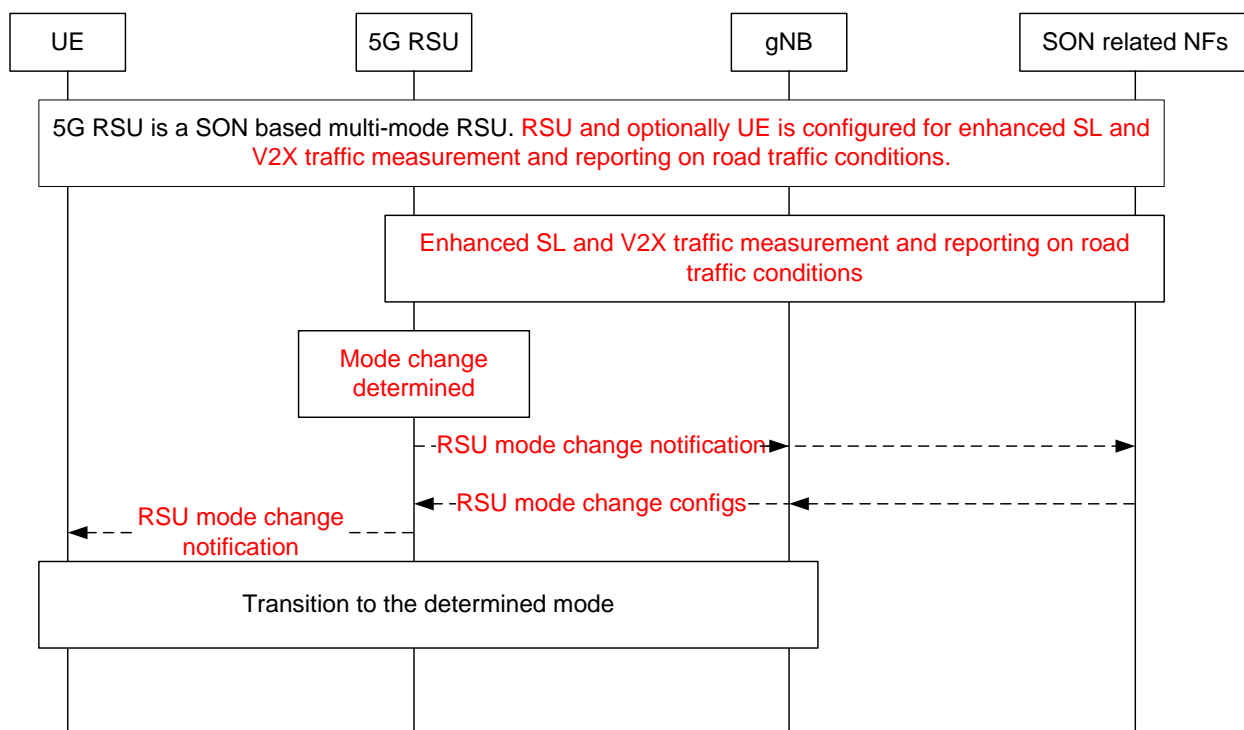 UE
5G RSU
gNB
SON related NFs
5G RSU is a SON based multi-mode RSU. RSU and optionally UE is configured for enhanced SL and
V2X traffic measurement and reporting on road traffic conditions.
Enhanced SL and V2X traffic measurement and reporting on road
traffic conditions
Mode change
determined
RSU mode change notification
RSU mode change configs
RSU mode change
notification
Transition to the determined mode